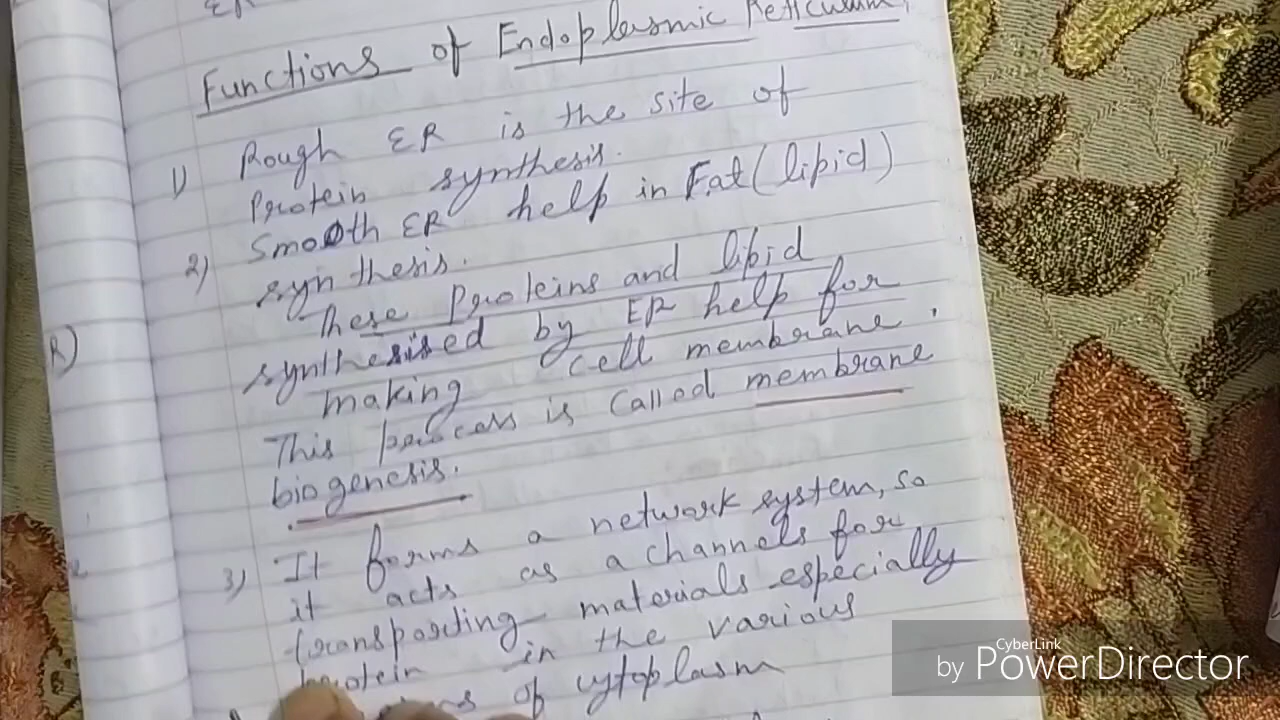 ER
Functions of Endoplasmic Reticulum,
1) Rough ER is the site of
Protein synthesis.
2) Smooth ER help in Fat (lipid)
synthesis.
R) These Proteins and lipid
synthesised by ER help for
making cell membrane.
This process is called membrane
biogenesis.
3) It forms a network system, so
it acts as a channels for
transporting materials especially
protein in the various
of cytoplasm
by CyberLink PowerDirector